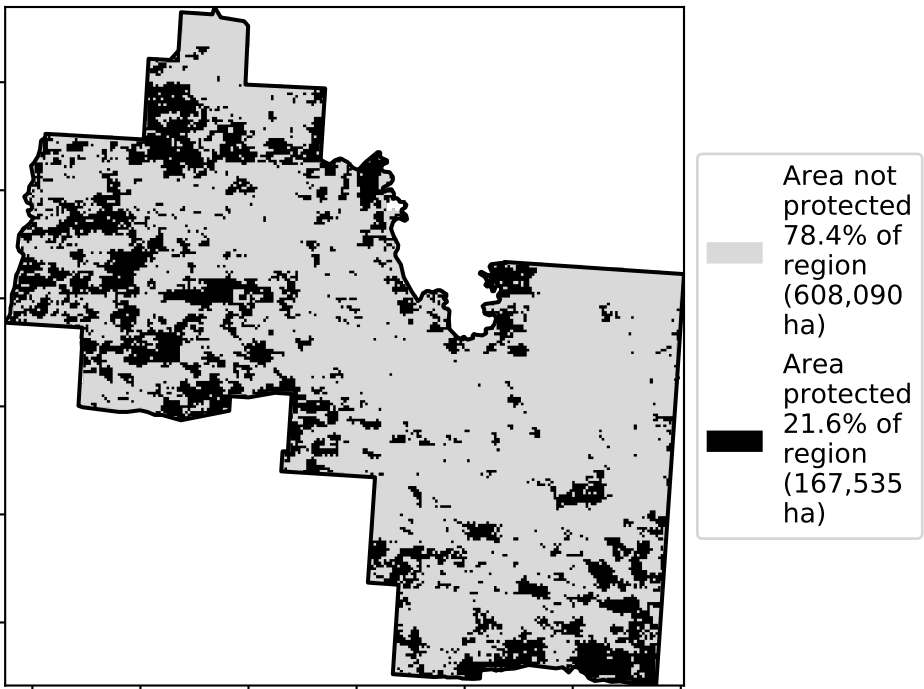 Area not
protected
78.4% of
region
(608,090
ha)
Area
protected
21.6% of
region
(167,535
ha)